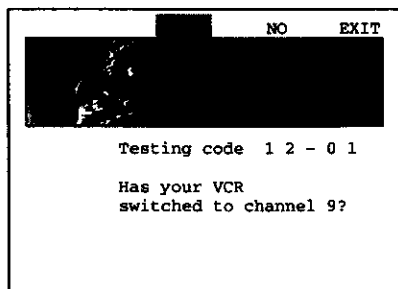 NO EXIT
Testing code 1 2 - 0 1
Has your VCR
switched to channel 9?